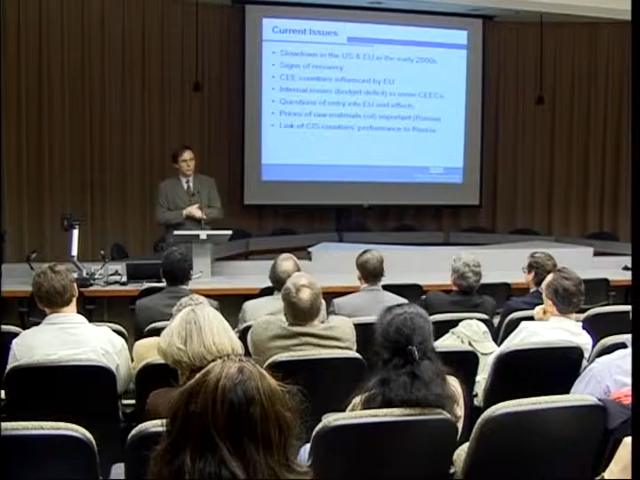 Current Issues
• Slowdown in the US & EU in the early 2000s
• Signs of recovery
• CEE countries influenced by EU
• Internal issues (budget deficit) in some CEECs
• Questions of entry into EU and effects
• Prices of raw materials (oil) important (Russia)
• Link of CIS countries' performance to Russia